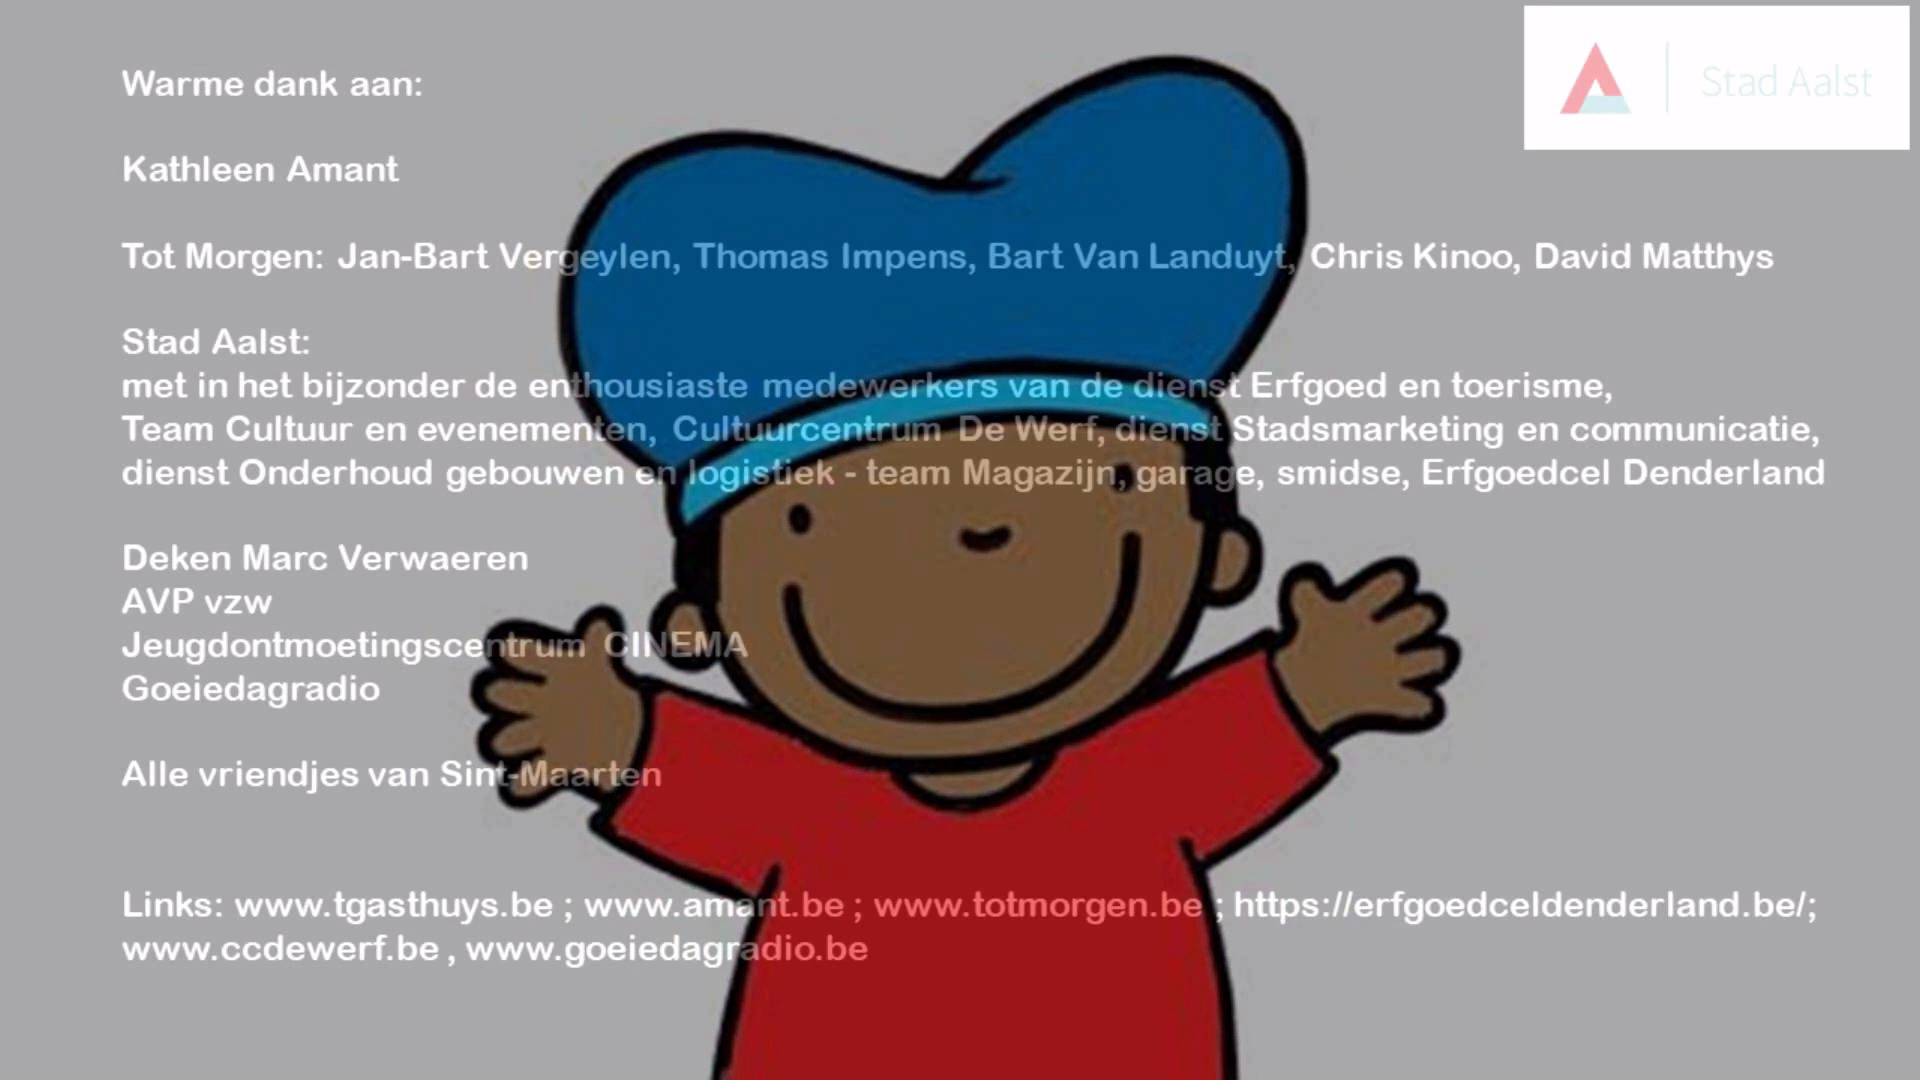 Stad Aalst
Warme dank aan:
Kathleen Amant
Tot Morgen: Jan-Bart Vergeylen, Thomas Impens, Bart Van Landuyt, Chris Kinoo, David Matthys
Stad Aalst:
met in het bijzonder de enthousiaste medewerkers van de dienst Erfgoed en toerisme,
Team Cultuur en evenementen, Cultuurcentrum De Werf, dienst Stadsmarketing en communicatie,
dienst Onderhoud gebouwen en logistiek - team Magazijn, garage, smidse, Erfgoedcel Denderland
Deken Marc Verwaeren
AVP vzw
Jeugdontmoetingscentrum CINEMA
Goeiedagradio
Alle vriendjes van Sint-Maarten
Links: www.tgasthuys.be ; www.amant.be ; www.totmorgen.be ; https://erfgoedceldenderland.be/;
www.ccdewerf.be , www.goeiedagradio.be